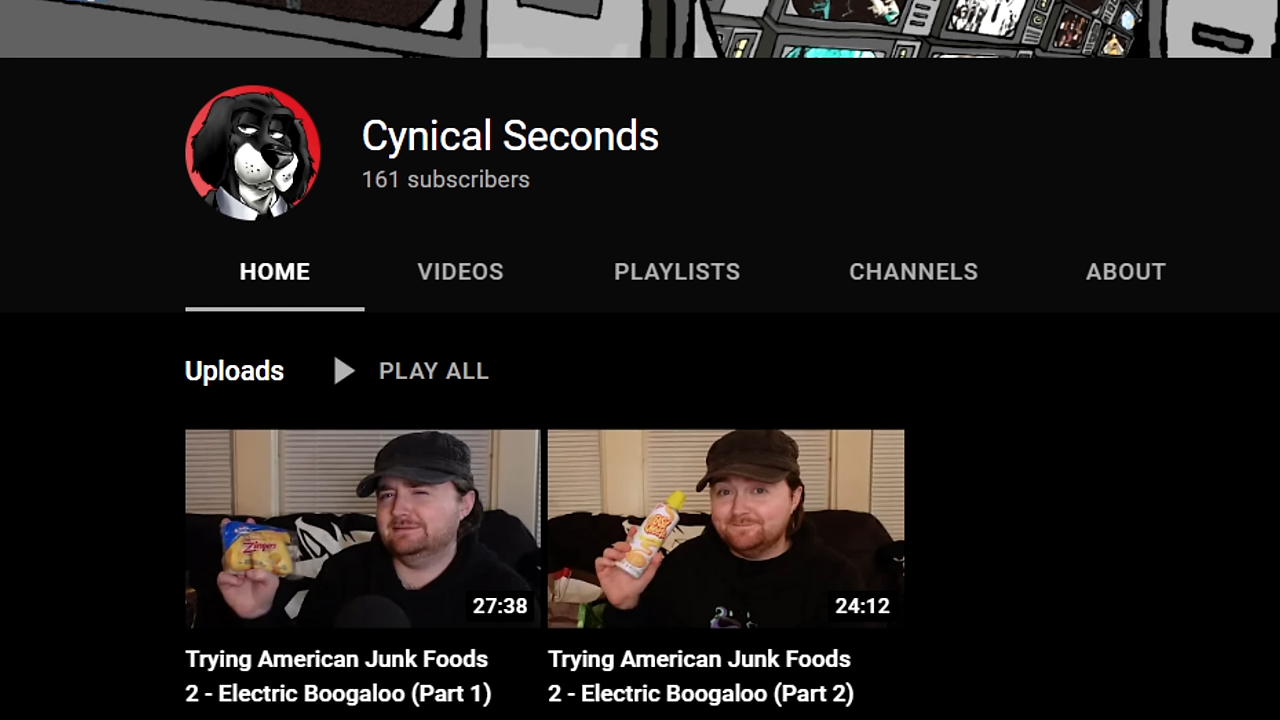 Cynical Seconds
161 subscribers
HOME VIDEOS PLAYLISTS CHANNELS ABOUT
Uploads PLAY ALL
Zingers
27:38
24:12
Trying American Junk Foods
2 - Electric Boogaloo (Part 1)
Trying American Junk Foods
2 - Electric Boogaloo (Part 2)